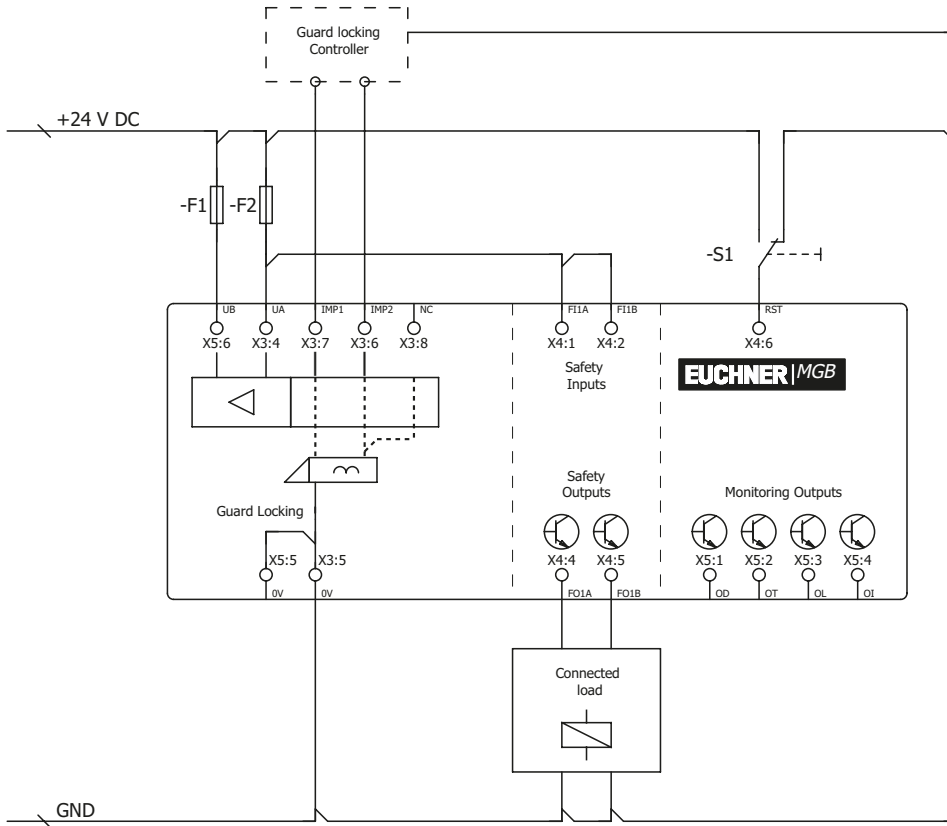 Guard locking
Controller
+24 V DC
-F1
-F2
-S1
UB
UA
IMP1
IMP2
NC
FI1A
FI1B
RST
X5:6
X3:4
X3:7
X3:6
X3:8
X4:1
X4:2
X4:6
Safety
Inputs
EUCHNER MGB
Safety
Outputs
Monitoring Outputs
Guard Locking
X5:5
X3:5
X4:4
X4:5
X5:1
X5:2
X5:3
X5:4
0V
0V
FO1A
FO1B
OD
OT
OL
OI
Connected
load
GND